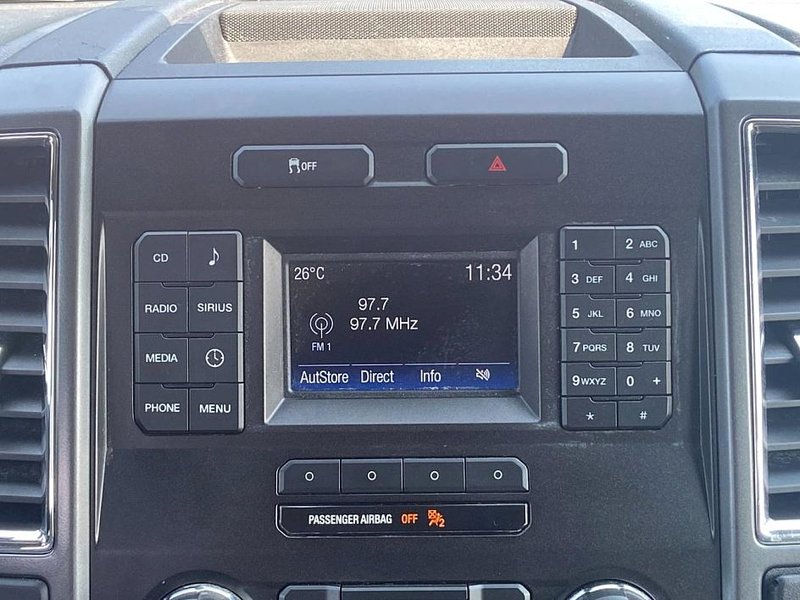 OFF
CD
RADIO SIRIUS
MEDIA
PHONE MENU
26°C 11:34
97.7
97.7 MHz
FM 1
AutStore Direct Info
1 2 ABC
3 DEF 4 GHI
5 JKL 6 MNO
7 PQRS 8 TUV
9 WXYZ 0 +
* #
PASSENGER AIRBAG OFF 2